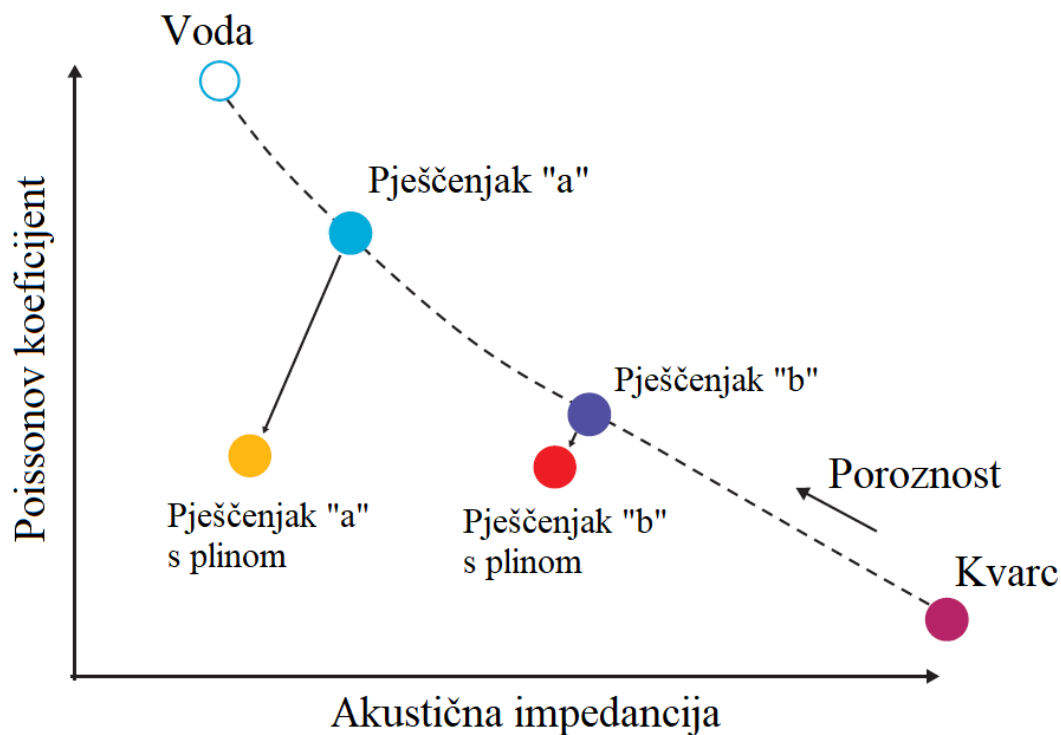 Voda
Pješčenjak "a"
Pješčenjak "b"
Poroznost
Kvarc
Pješčenjak "a"
s plinom
Pješčenjak "b"
s plinom
Poissonov koeficijent
Akustična impedancija